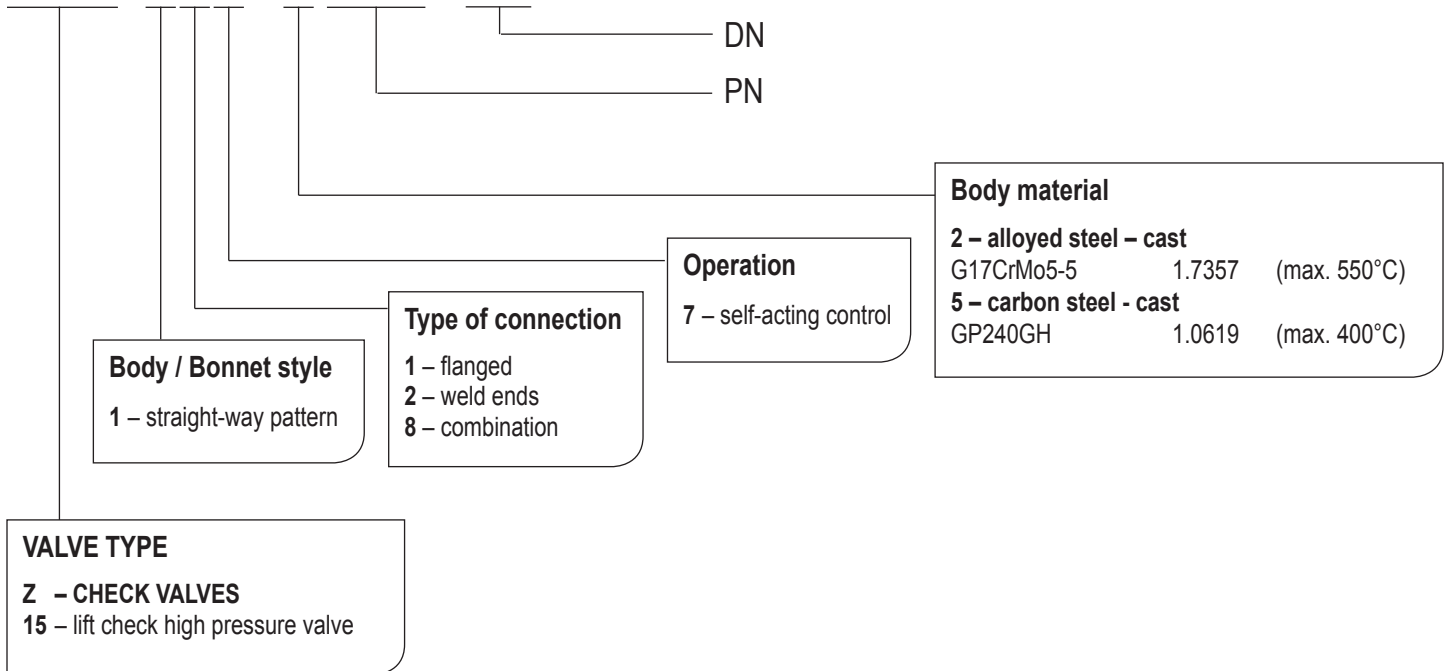 DN
PN
Body material
2 – alloyed steel – cast
G17CrMo5-5 1.7357 (max. 550°C)
5 – carbon steel - cast
GP240GH 1.0619 (max. 400°C)
Operation
7 – self-acting control
Type of connection
1 – flanged
2 – weld ends
8 – combination
Body / Bonnet style
1 – straight-way pattern
VALVE TYPE
Z – CHECK VALVES
15 – lift check high pressure valve